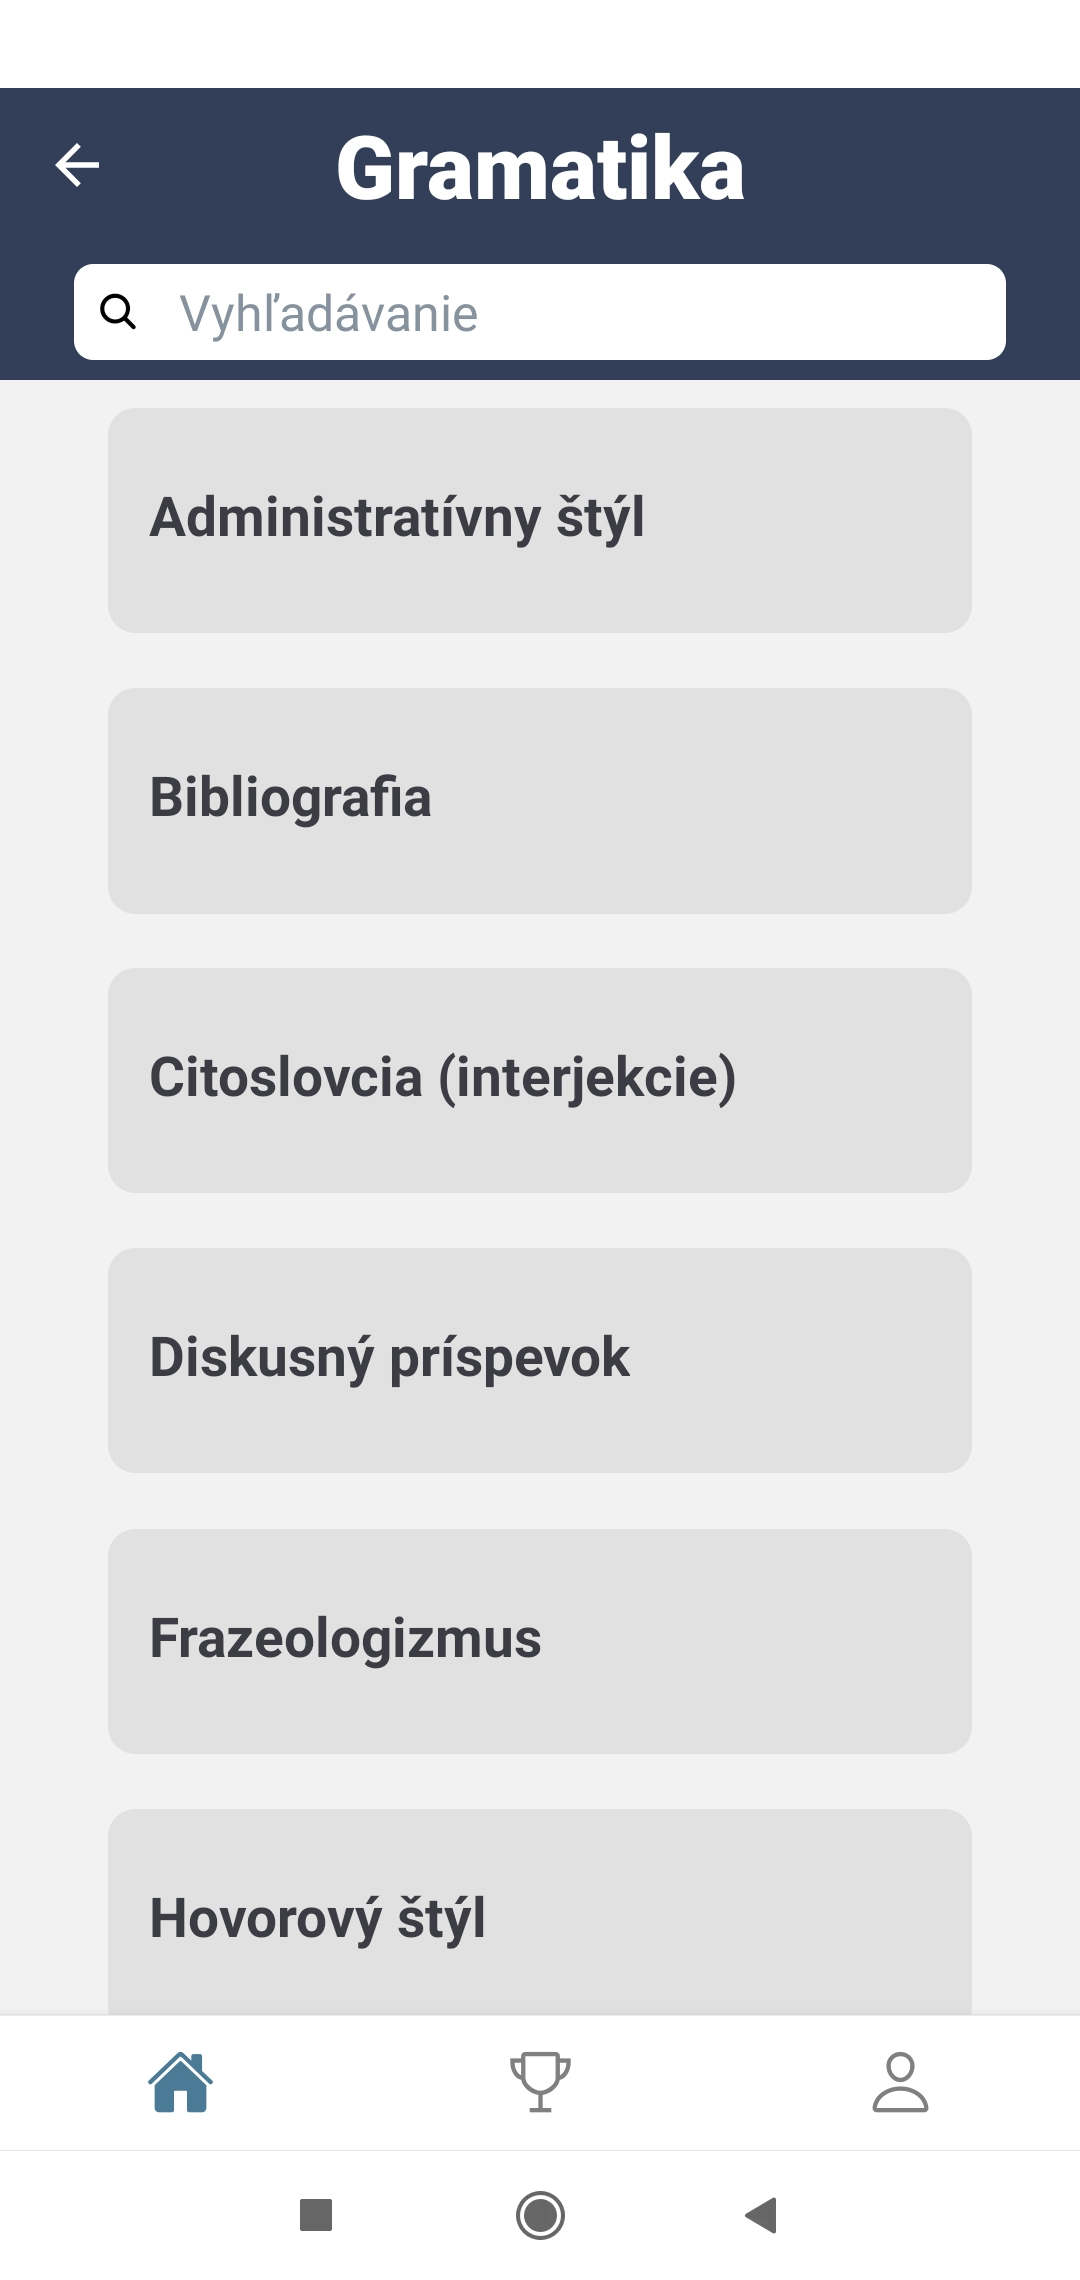 Gramatika
Vyhľadávanie
Administratívny štýl
Bibliografia
Citoslovcia (interjekcie)
Diskusný príspevok
Frazeologizmus
Hovorový štýl